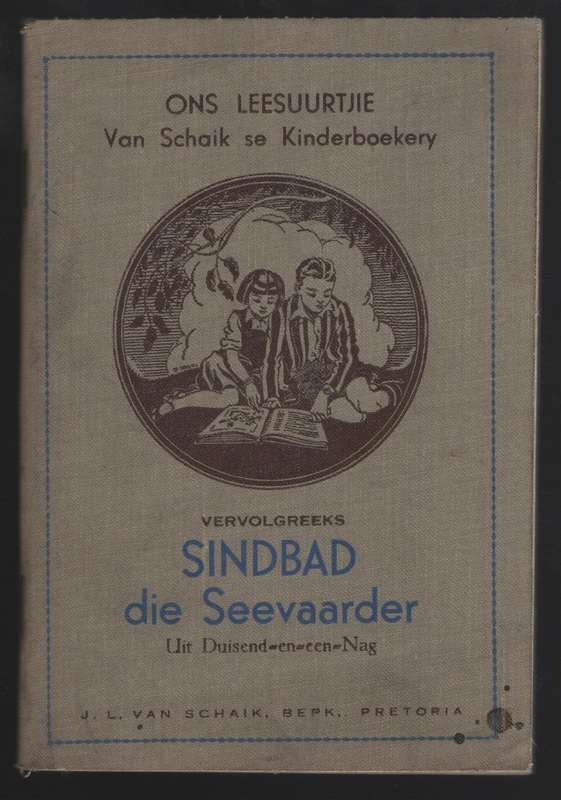 ONS LEESUURTJIE
Van Schaik se Kinderboekery
VERVOLGREEKS
SINDBAD
die Seevaarder
Uit Duisend-en-een-Nag
J. L. VAN SCHAIK, BEPK., PRETORIA